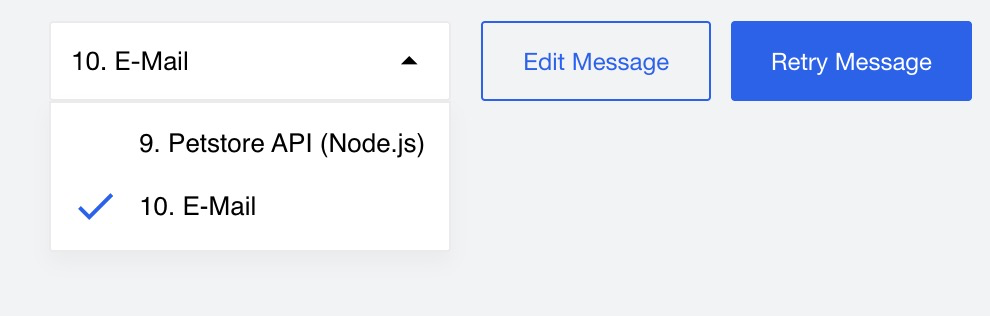 10. E-Mail
Edit Message
Retry Message
9. Petstore API (Node.js)
10. E-Mail